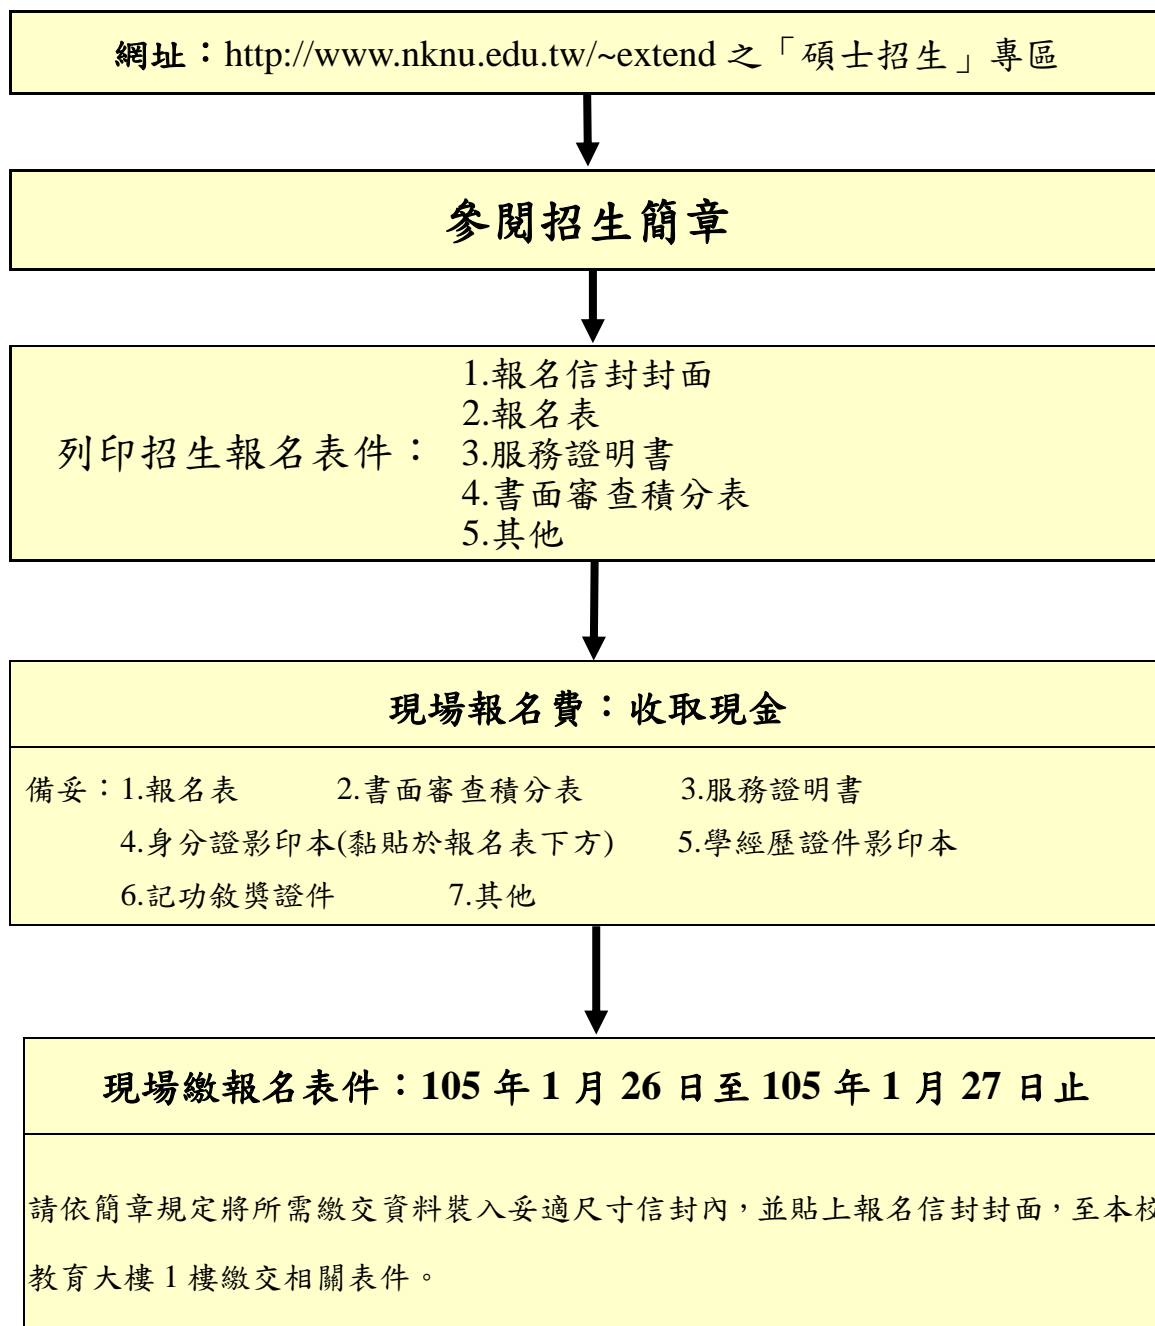 網址：http://www.nknu.edu.tw/~extend 之「碩士招生」專區
參閱招生簡章
列印招生報名表件：
1.報名信封封面
2.報名表
3.服務證明書
4.書面審查積分表
5.其他
現場報名費：收取現金
備妥：1.報名表 2.書面審查積分表 3.服務證明書
4.身分證影印本(黏貼於報名表下方) 5.學經歷證件影印本
6.記功敘獎證件 7.其他
現場繳報名表件：105 年 1 月 26 日至 105 年 1 月 27 日止
請依簡章規定將所需繳交資料裝入妥適尺寸信封內，並貼上報名信封封面，至本校
教育大樓 1 樓繳交相關表件。